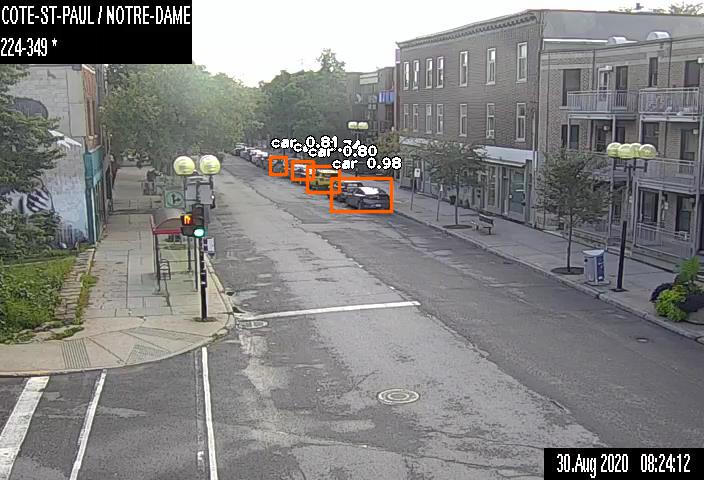 COTE-ST-PAUL / NOTRE-DAME
224-349 *
car 0.81
car 0.80
car 0.98
30.Aug 2020 08:24:12